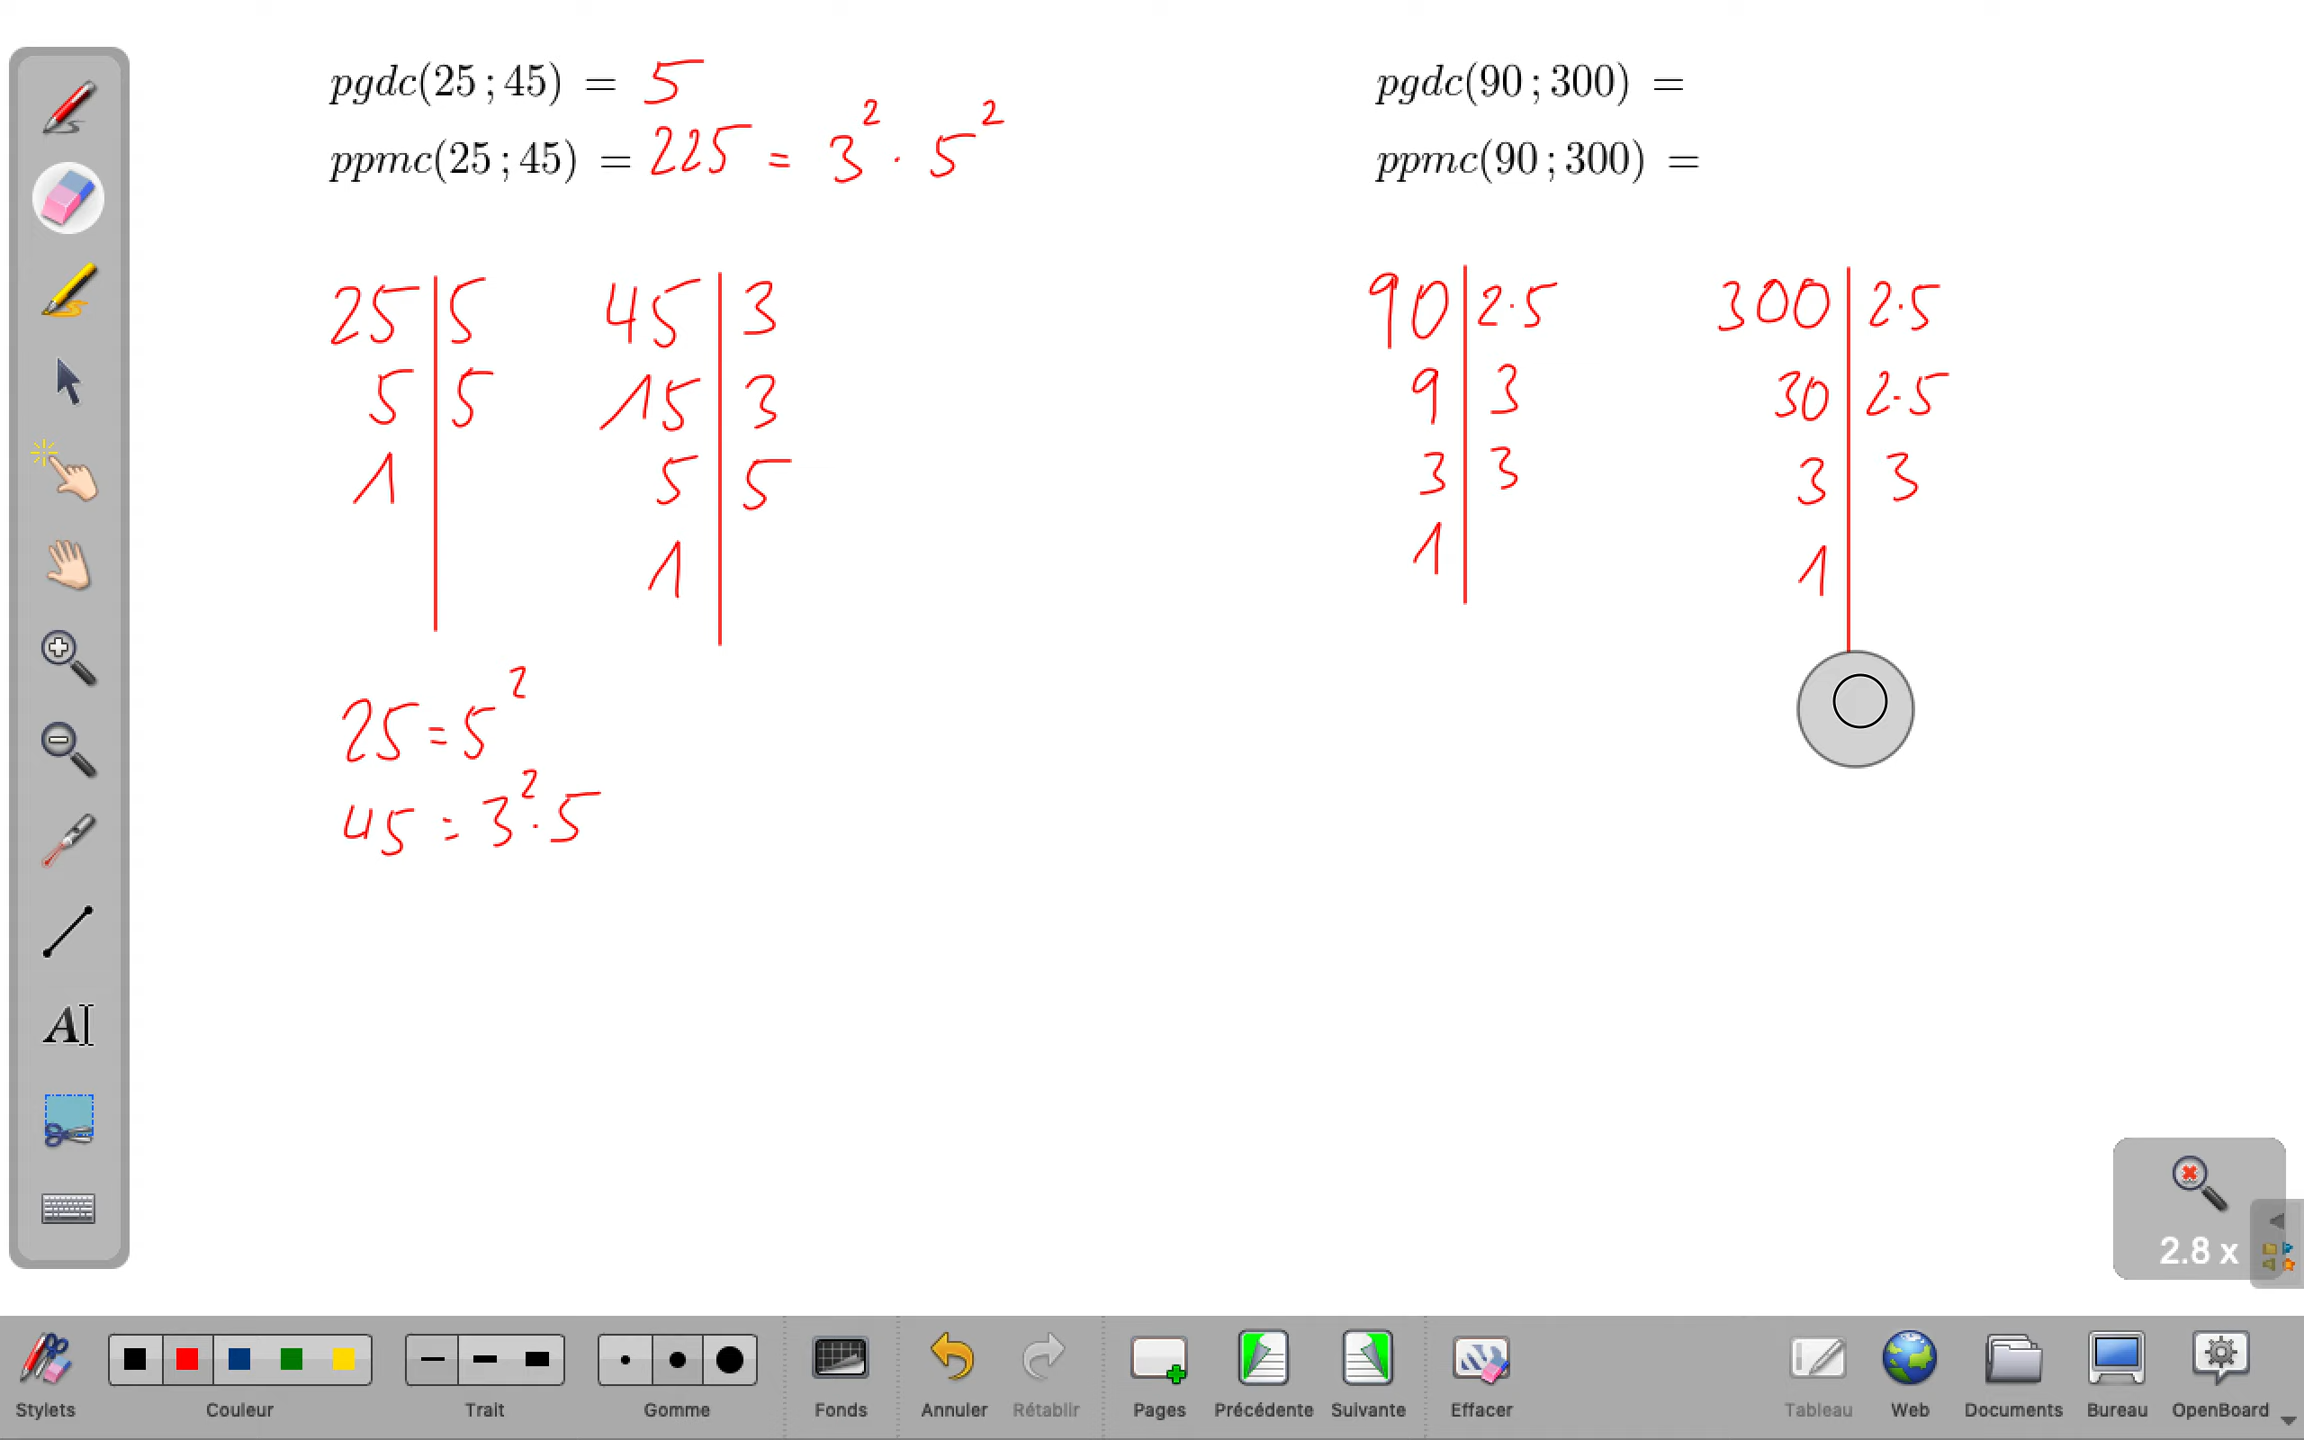 pgdc(25 ; 45) = 5
ppmc(25 ; 45) = 225 = 3² · 5²
25 | 5
5 | 5
1
45 | 3
15 | 3
5 | 5
1
25 = 5²
45 = 3² · 5
pgdc(90 ; 300) =
ppmc(90 ; 300) =
90 | 2·5
9 | 3
3 | 3
1
300 | 2·5
30 | 2·5
3 | 3
1
2.8 x
Stylets Couleur Trait Gomme Fonds Annuler Rétablir Pages Précédente Suivante Effacer Tableau Web Documents Bureau OpenBoard